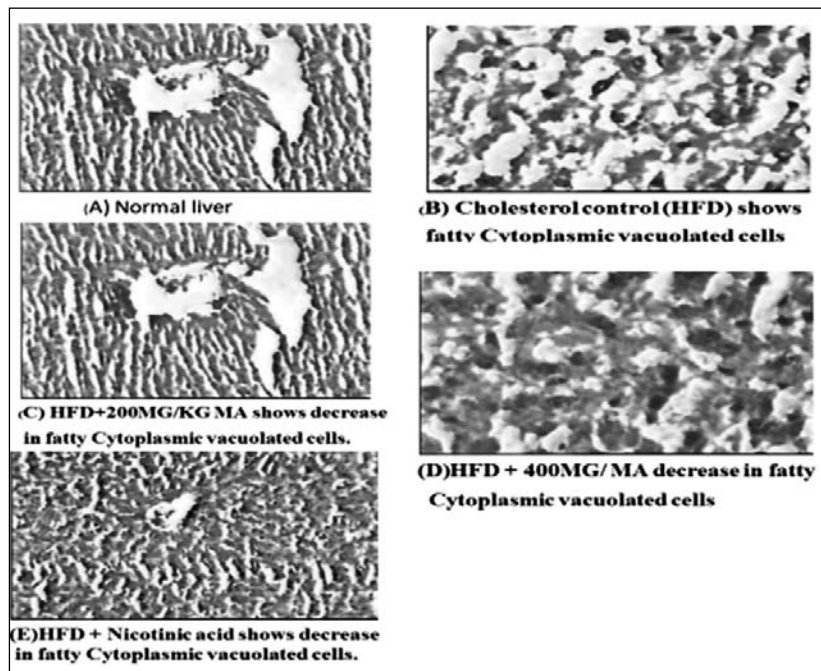 (A) Normal liver
(B) Cholesterol control (HFD) shows
fatty Cytoplasmic vacuolated cells
(C) HFD+200MG/KG MA shows decrease
in fatty Cytoplasmic vacuolated cells.
(D)HFD + 400MG/ MA decrease in fatty
Cytoplasmic vacuolated cells
(E)HFD + Nicotinic acid shows decrease
in fatty Cytoplasmic vacuolated cells.